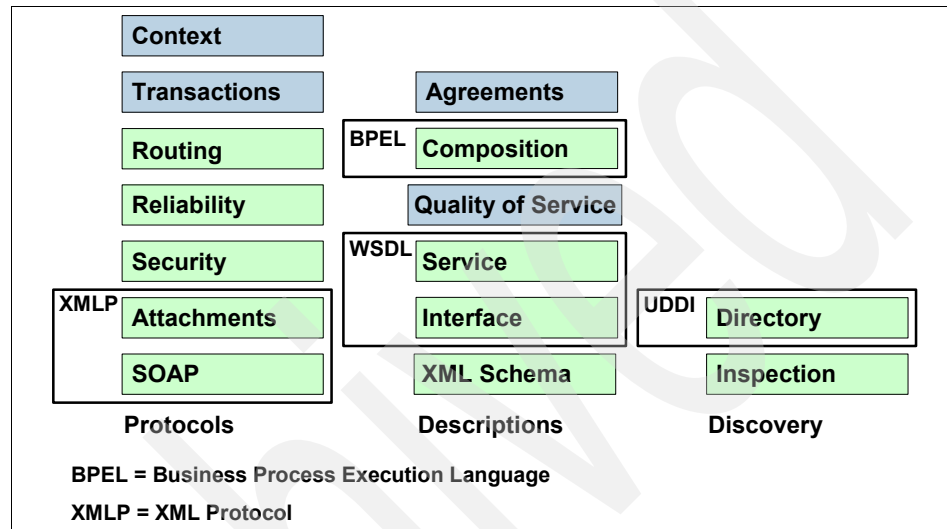 Context
Transactions
Routing
Reliability
Security
XMLP
Attachments
SOAP
Protocols
Agreements
BPEL
Composition
Quality of Service
WSDL
Service
Interface
XML Schema
Descriptions
UDDI
Directory
Inspection
Discovery
BPEL = Business Process Execution Language
XMLP = XML Protocol